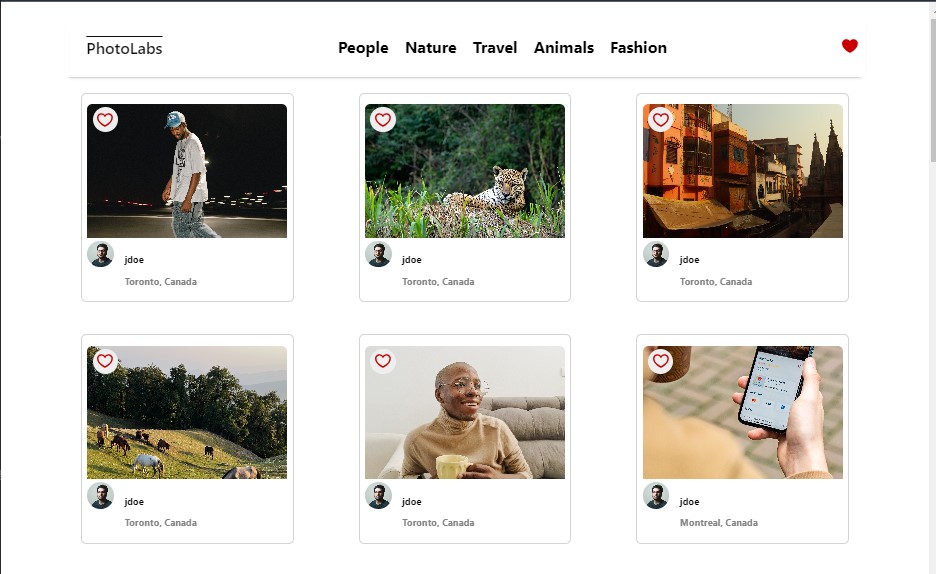 PhotoLabs
People Nature Travel Animals Fashion
jdoe
Toronto, Canada
jdoe
Toronto, Canada
jdoe
Toronto, Canada
jdoe
Toronto, Canada
jdoe
Toronto, Canada
jdoe
Montreal, Canada